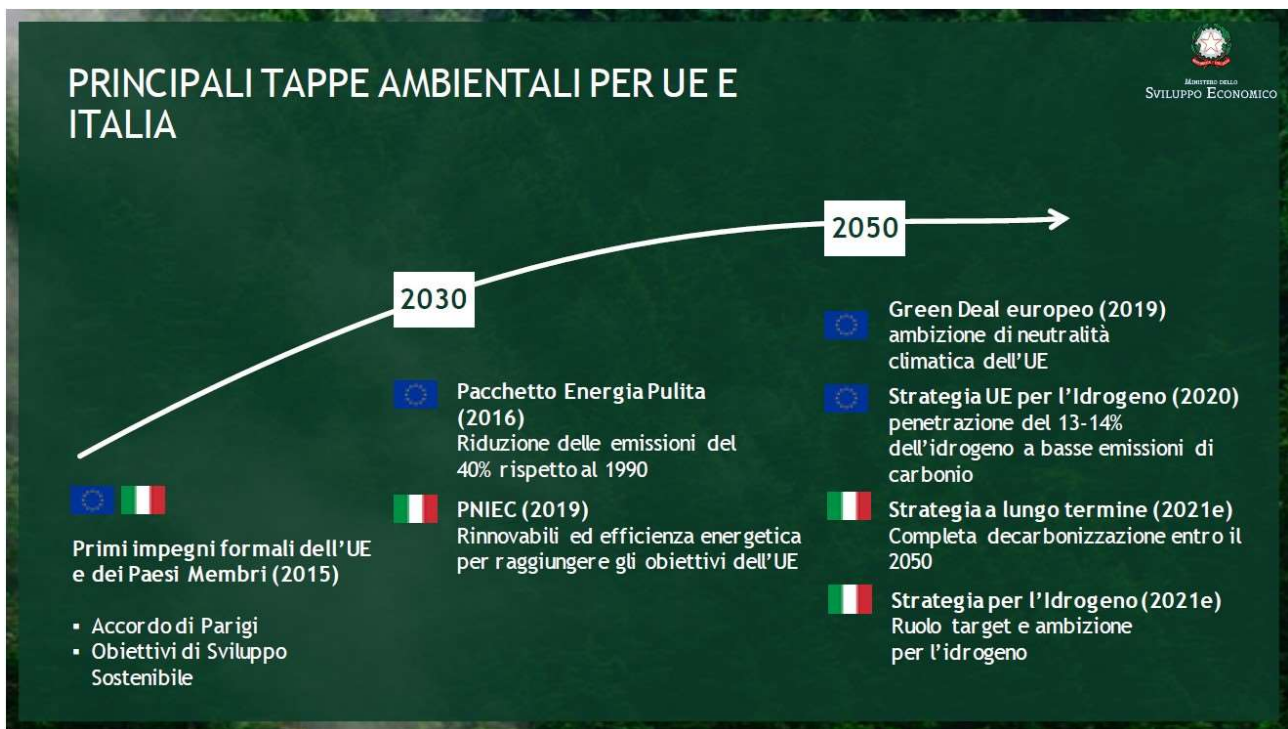 PRINCIPALI TAPPE AMBIENTALI PER UE E
ITALIA
MINISTERO DELLO
SVILUPPO ECONOMICO
2030
2050
Primi impegni formali dell'UE
e dei Paesi Membri (2015)
▪ Accordo di Parigi
▪ Obiettivi di Sviluppo
Sostenibile
Pacchetto Energia Pulita
(2016)
Riduzione delle emissioni del
40% rispetto al 1990
PNIEC (2019)
Rinnovabili ed efficienza energetica
per raggiungere gli obiettivi dell'UE
Green Deal europeo (2019)
ambizione di neutralità
climatica dell'UE
Strategia UE per l'Idrogeno (2020)
penetrazione del 13-14%
dell'idrogeno a basse emissioni di
carbonio
Strategia a lungo termine (2021e)
Completa decarbonizzazione entro il
2050
Strategia per l'Idrogeno (2021e)
Ruolo target e ambizione
per l'idrogeno